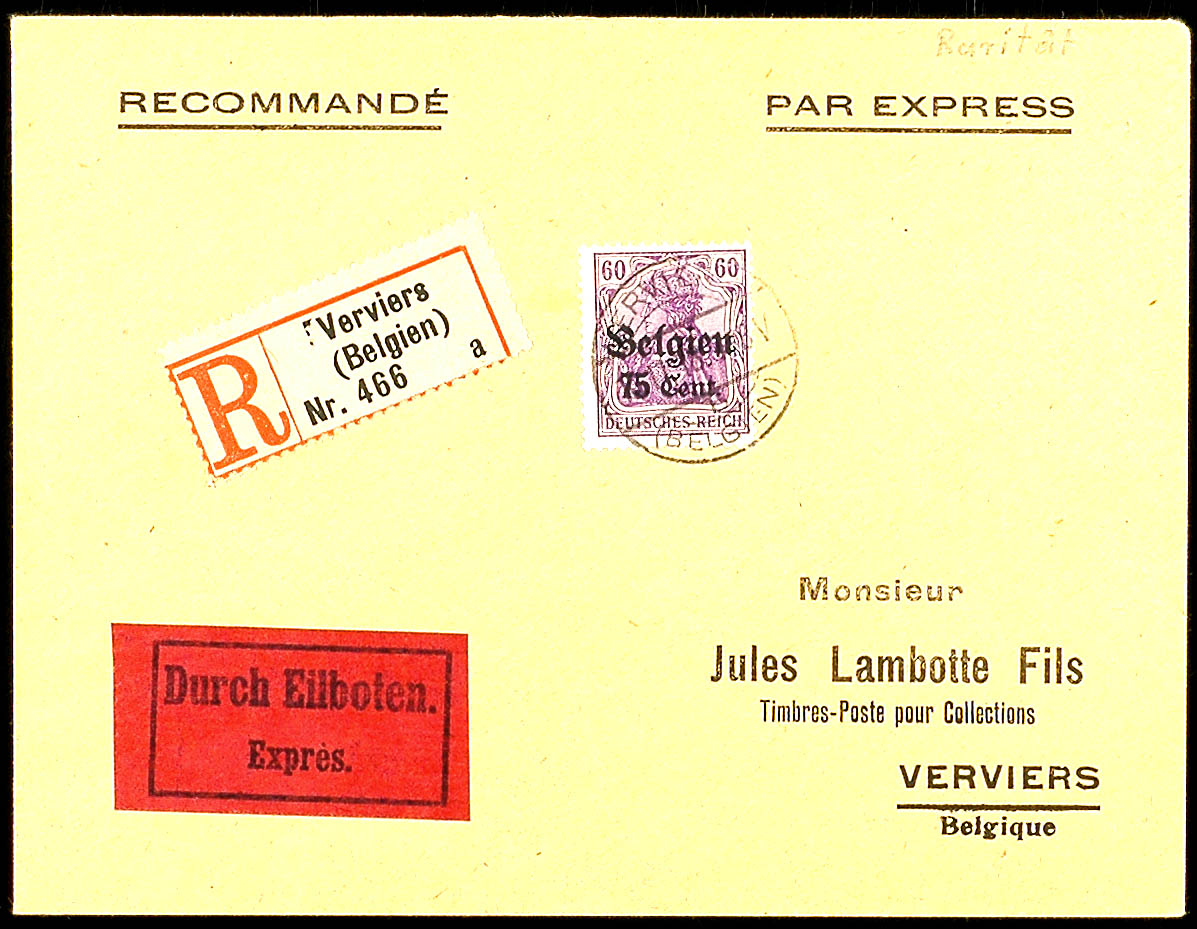 Rarität
RECOMMANDÉ
PAR EXPRESS
Verviers
(Belgien)
a
R
Nr. 466
60 60
Belgien
75 Cent.
DEUTSCHES-REICH
(BELGIEN)
Monsieur
Jules Lambotte Fils
Timbres-Poste pour Collections
VERVIERS
Belgique
Durch Eilboten.
Exprès.